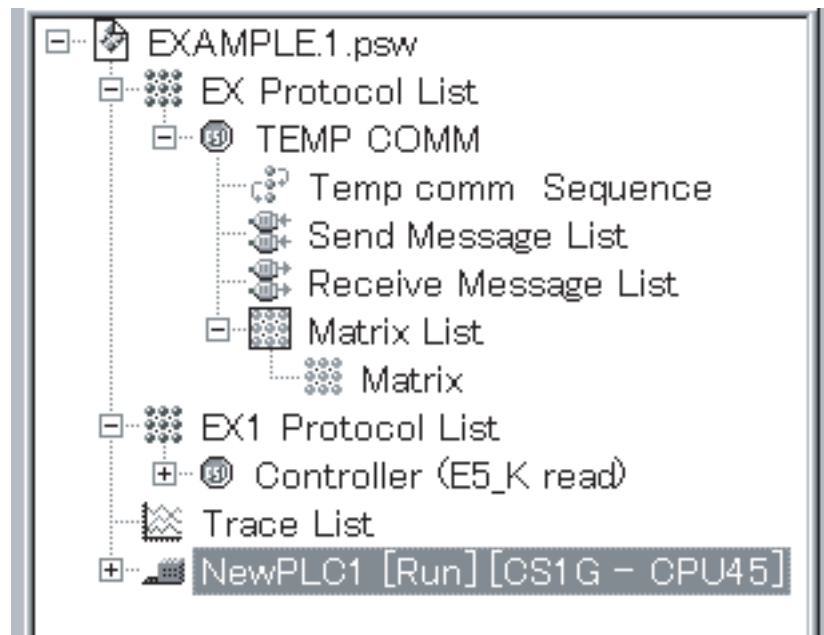 EXAMPLE.1.psw
EX Protocol List
TEMP COMM
Temp comm Sequence
Send Message List
Receive Message List
Matrix List
Matrix
EX1 Protocol List
Controller (E5_K read)
Trace List
NewPLC1 [Run] [CS1G - CPU45]